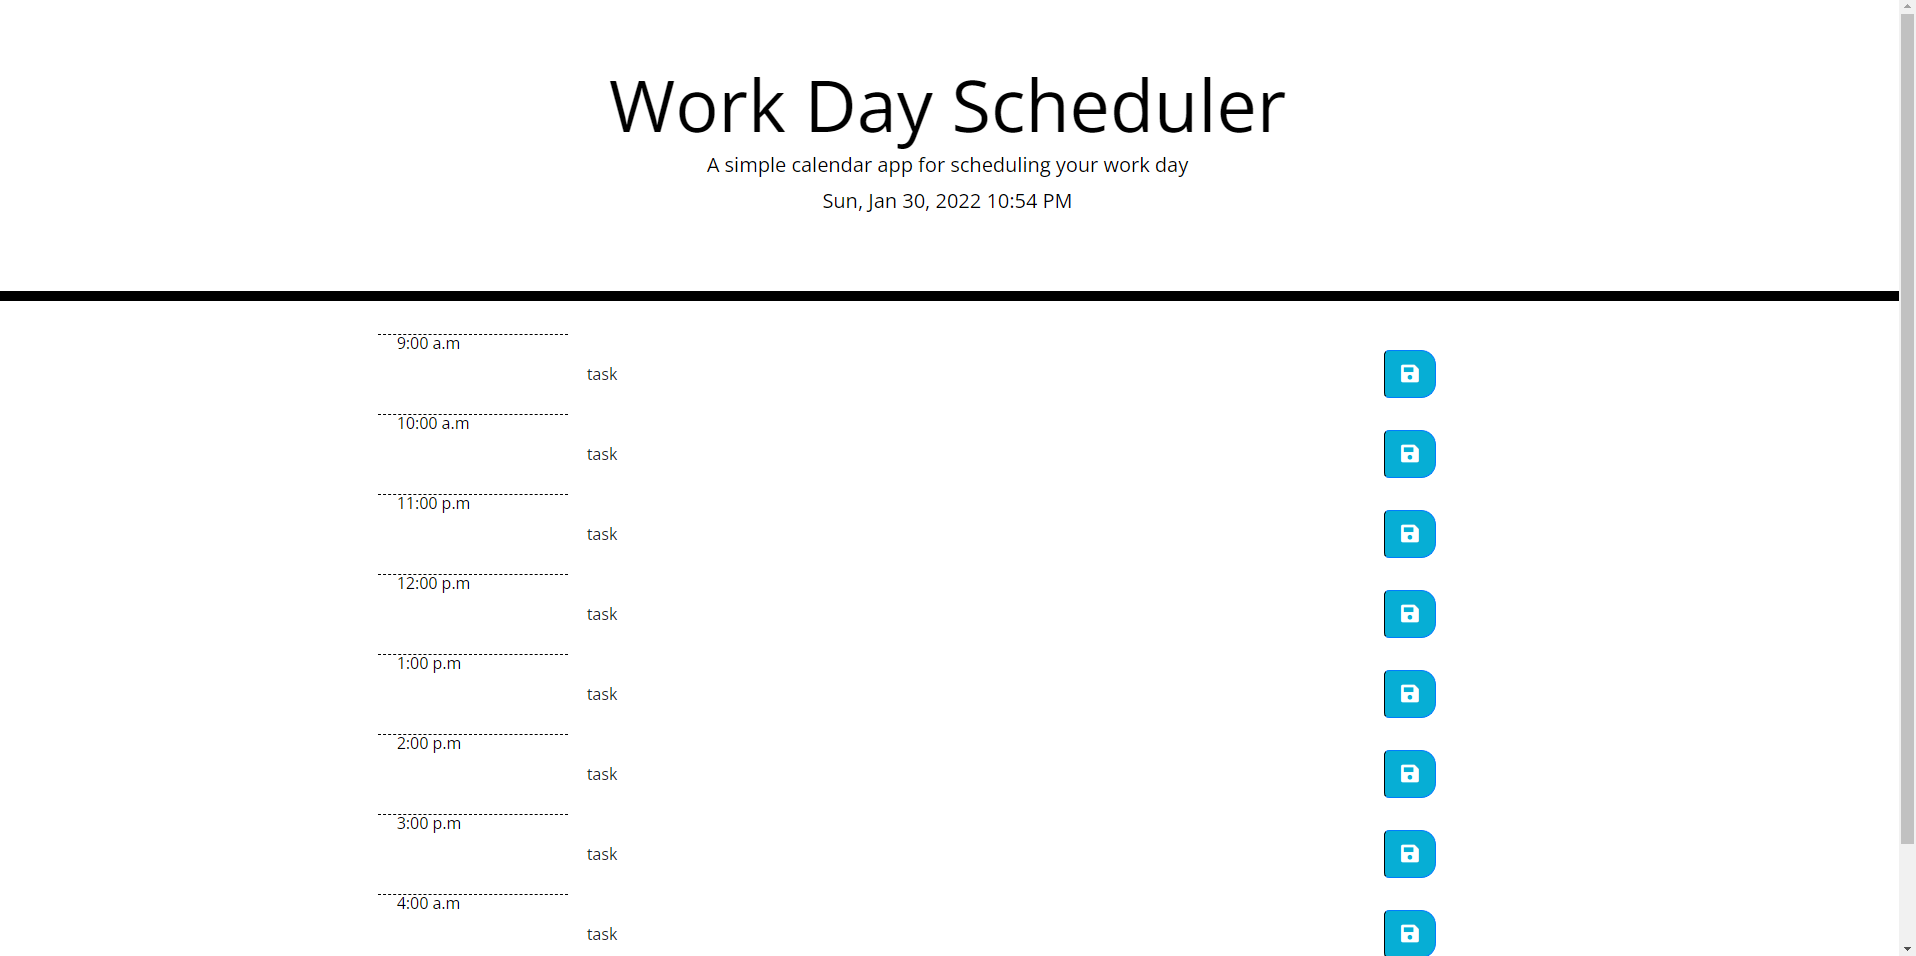 Work Day Scheduler
A simple calendar app for scheduling your work day
Sun, Jan 30, 2022 10:54 PM
9:00 a.m
task
10:00 a.m
task
11:00 p.m
task
12:00 p.m
task
1:00 p.m
task
2:00 p.m
task
3:00 p.m
task
4:00 a.m
task